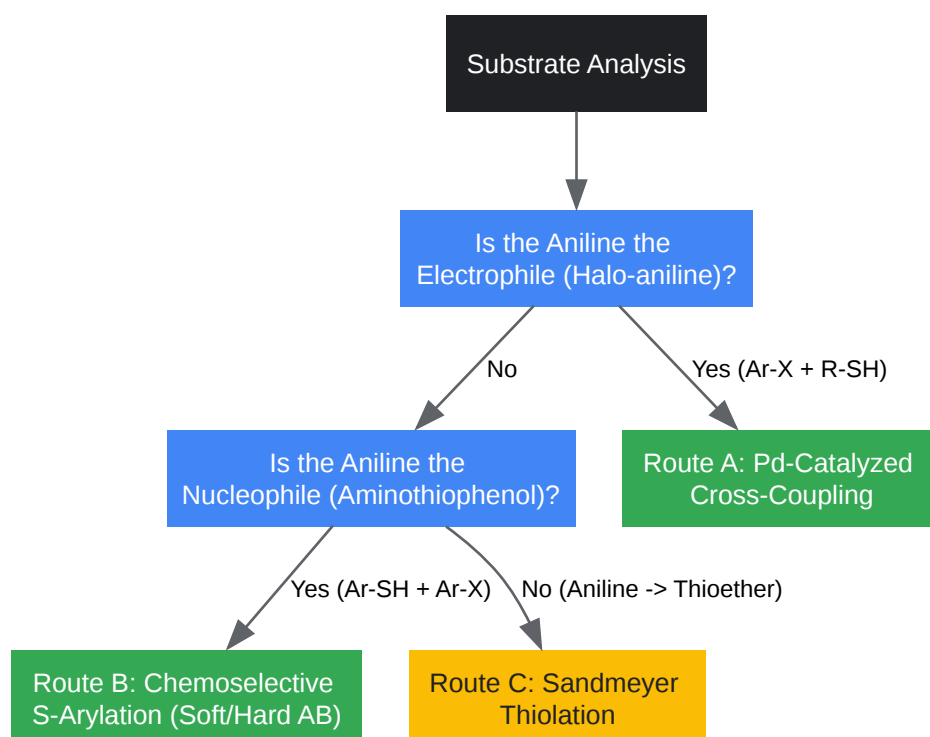 Substrate Analysis
Is the Aniline the
Electrophile (Halo-aniline)?
No
Yes (Ar-X + R-SH)
Is the Aniline the
Nucleophile (Aminothiophenol)?
Route A: Pd-Catalyzed
Cross-Coupling
Yes (Ar-SH + Ar-X)
No (Aniline -> Thioether)
Route B: Chemoselective
S-Arylation (Soft/Hard AB)
Route C: Sandmeyer
Thiolation